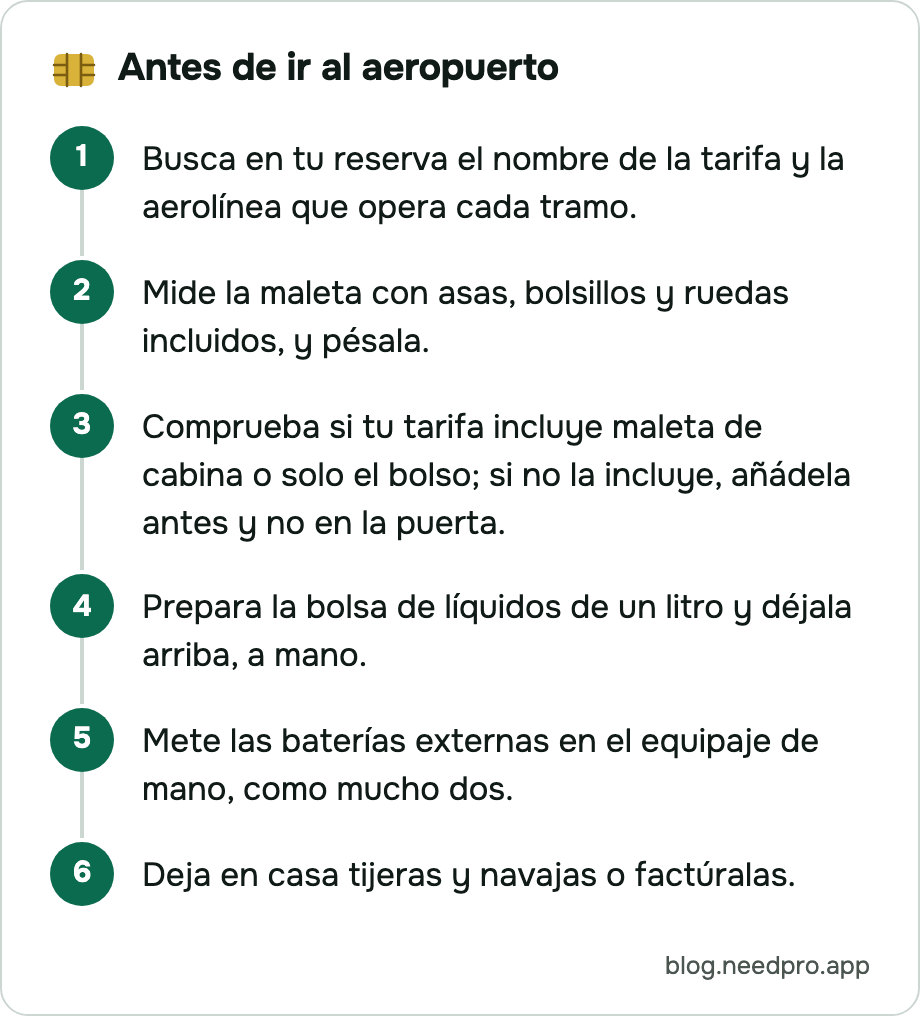 Antes de ir al aeropuerto
1
Busca en tu reserva el nombre de la tarifa y la
aerolínea que opera cada tramo.
2
Mide la maleta con asas, bolsillos y ruedas
incluidos, y pésala.
3
Comprueba si tu tarifa incluye maleta de
cabina o solo el bolso; si no la incluye, añádela
antes y no en la puerta.
4
Prepara la bolsa de líquidos de un litro y déjala
arriba, a mano.
5
Mete las baterías externas en el equipaje de
mano, como mucho dos.
6
Deja en casa tijeras y navajas o factúralas.
blog.needpro.app